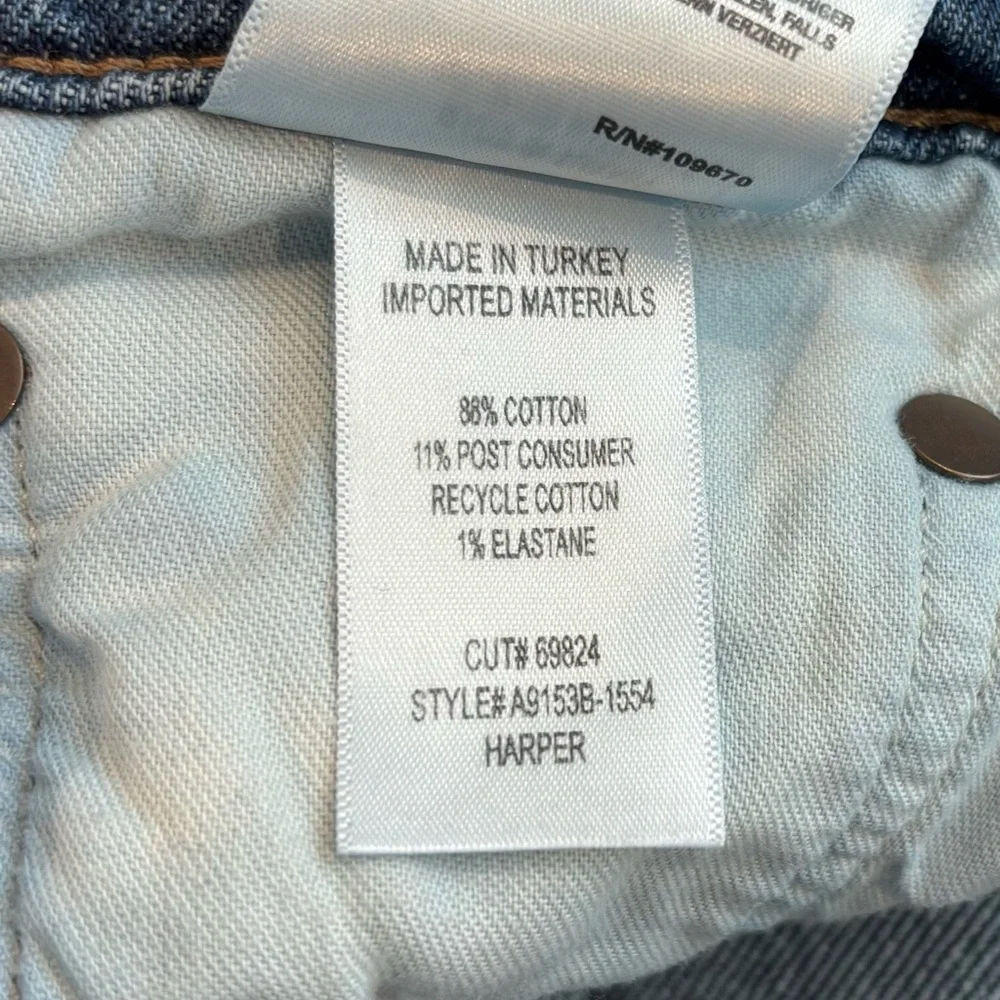 FALLS
VERZIERT
R/N#109670
MADE IN TURKEY
IMPORTED MATERIALS
88% COTTON
11% POST CONSUMER
RECYCLE COTTON
1% ELASTANE
CUT# 69824
STYLE# A9153B-1554
HARPER